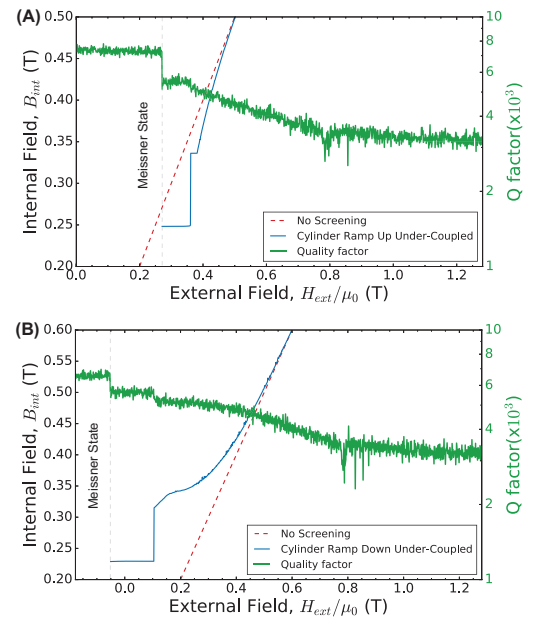 (A)
0.50
0.45
0.40
0.35
0.30
0.25
0.20
Internal Field, B_int (T)
Meissner State
10
8
6
4
2
1
Q factor(x10³)
No Screening
Cylinder Ramp Up Under-Coupled
Quality factor
0.0 0.2 0.4 0.6 0.8 1.0 1.2
External Field, H_ext/μ₀ (T)
(B)
0.60
0.55
0.50
0.45
0.40
0.35
0.30
0.25
0.20
Internal Field, B_int (T)
Meissner State
10
8
6
4
2
1
Q factor(x10³)
No Screening
Cylinder Ramp Down Under-Coupled
Quality factor
0.0 0.2 0.4 0.6 0.8 1.0 1.2
External Field, H_ext/μ₀ (T)